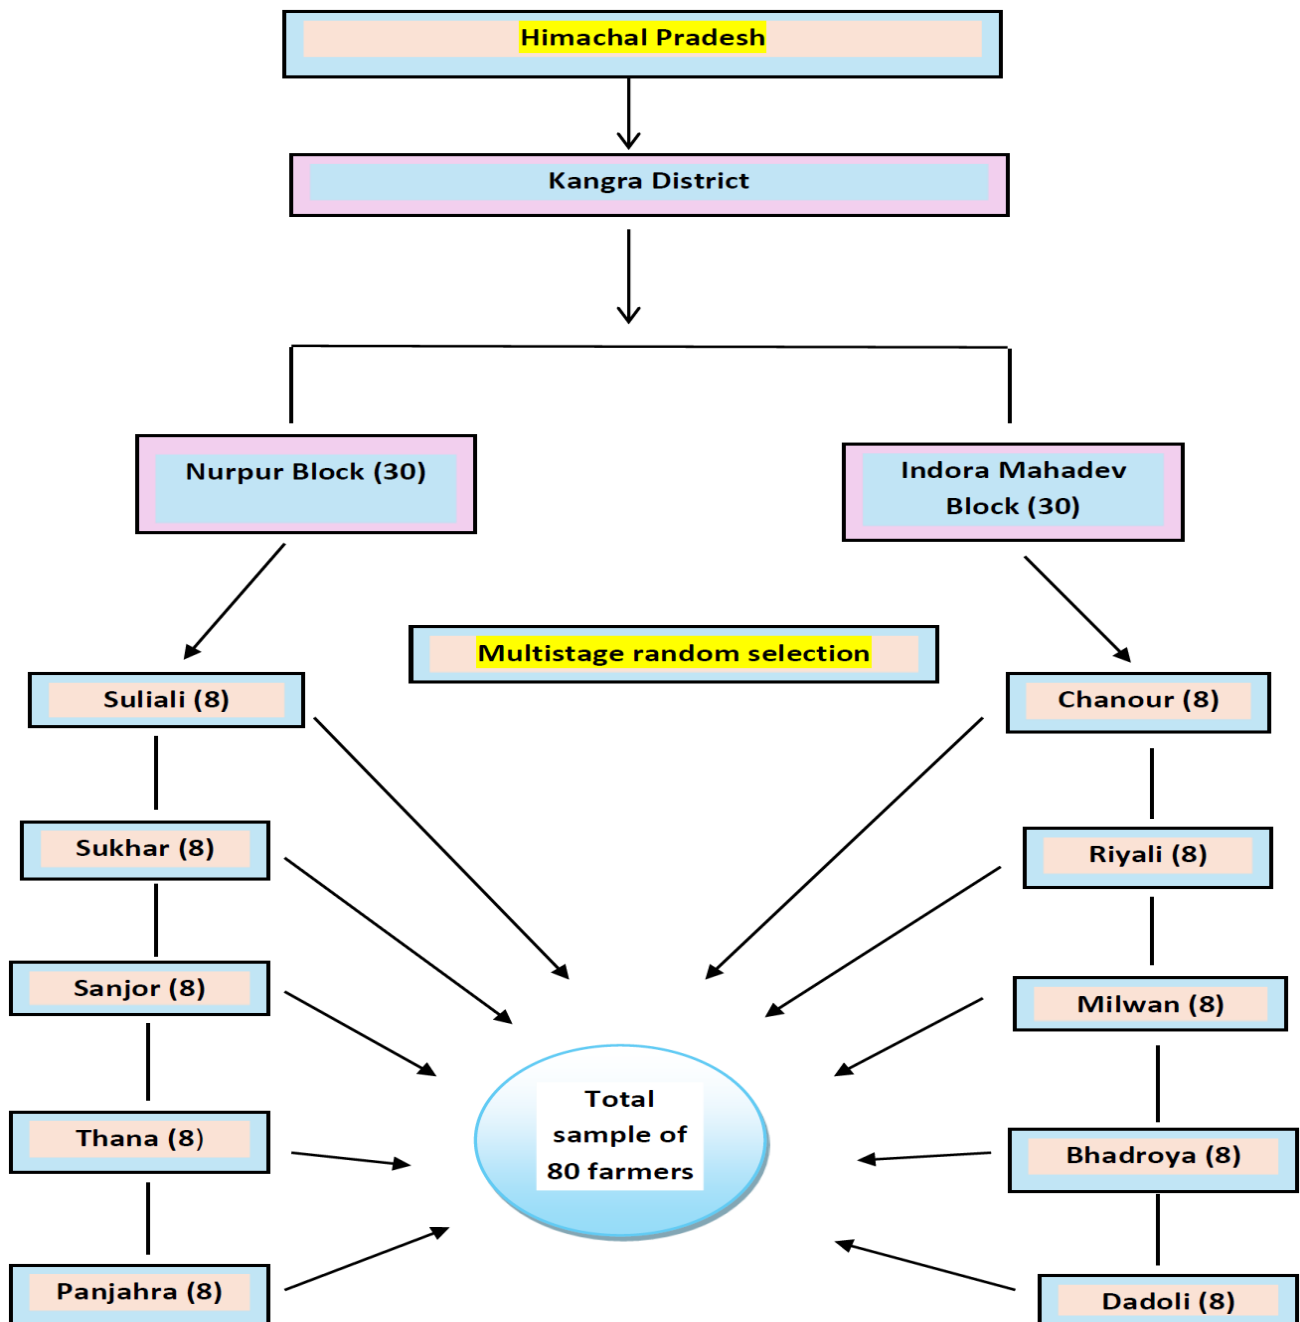 Himachal Pradesh
Kangra District
Nurpur Block (30)
Indora Mahadev
Block (30)
Multistage random selection
Suliali (8)
Chanour (8)
Sukhar (8)
Riyali (8)
Sanjor (8)
Milwan (8)
Total
sample of
80 farmers
Thana (8)
Bhadroya (8)
Panjahra (8)
Dadoli (8)